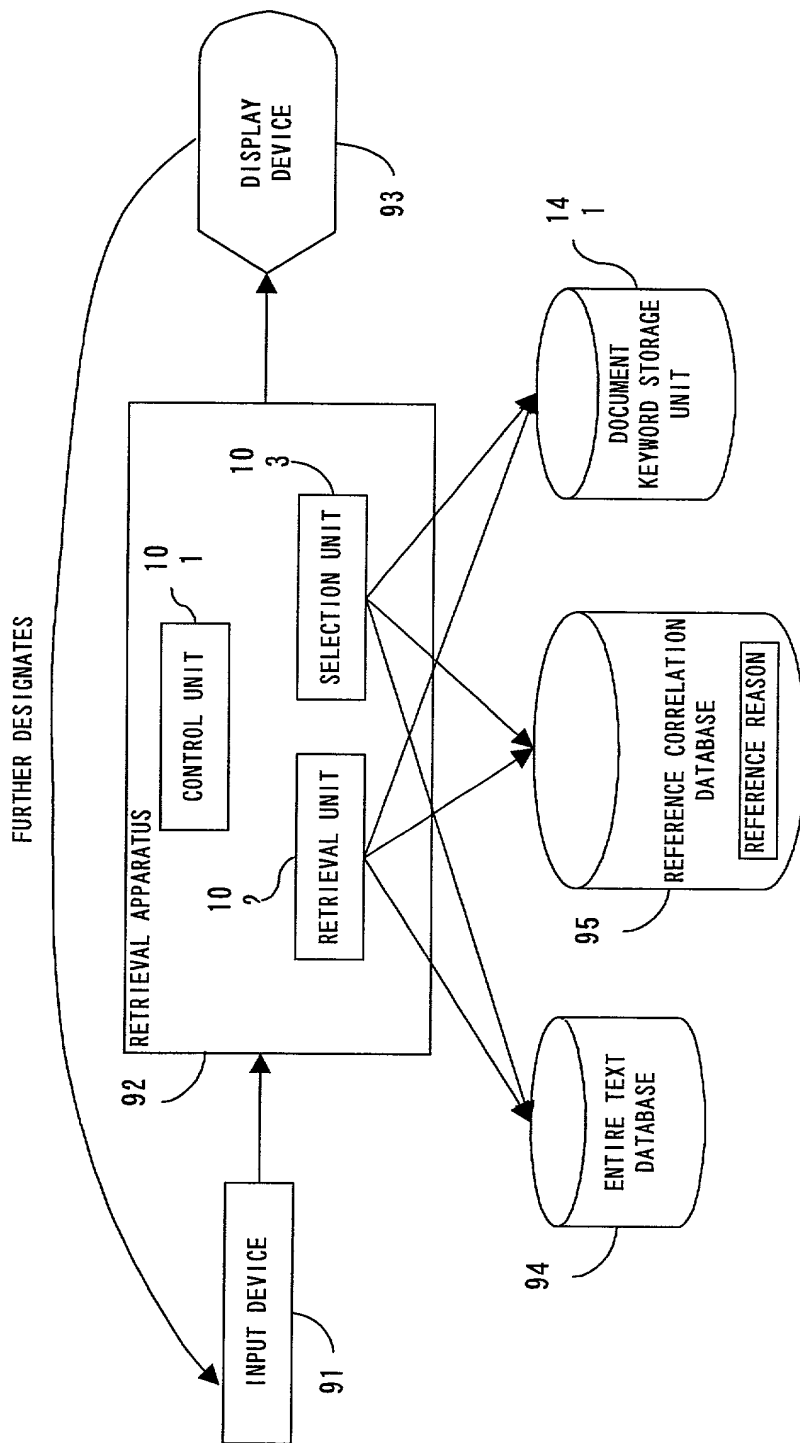 FURTHER DESIGNATES
RETRIEVAL APPARATUS
92
10
1
CONTROL UNIT
INPUT DEVICE
91
10
2
RETRIEVAL UNIT
10
3
SELECTION UNIT
DISPLAY
DEVICE
93
ENTIRE TEXT
DATABASE
94
REFERENCE CORRELATION
DATABASE
REFERENCE REASON
95
DOCUMENT
KEYWORD STORAGE
UNIT
14
1